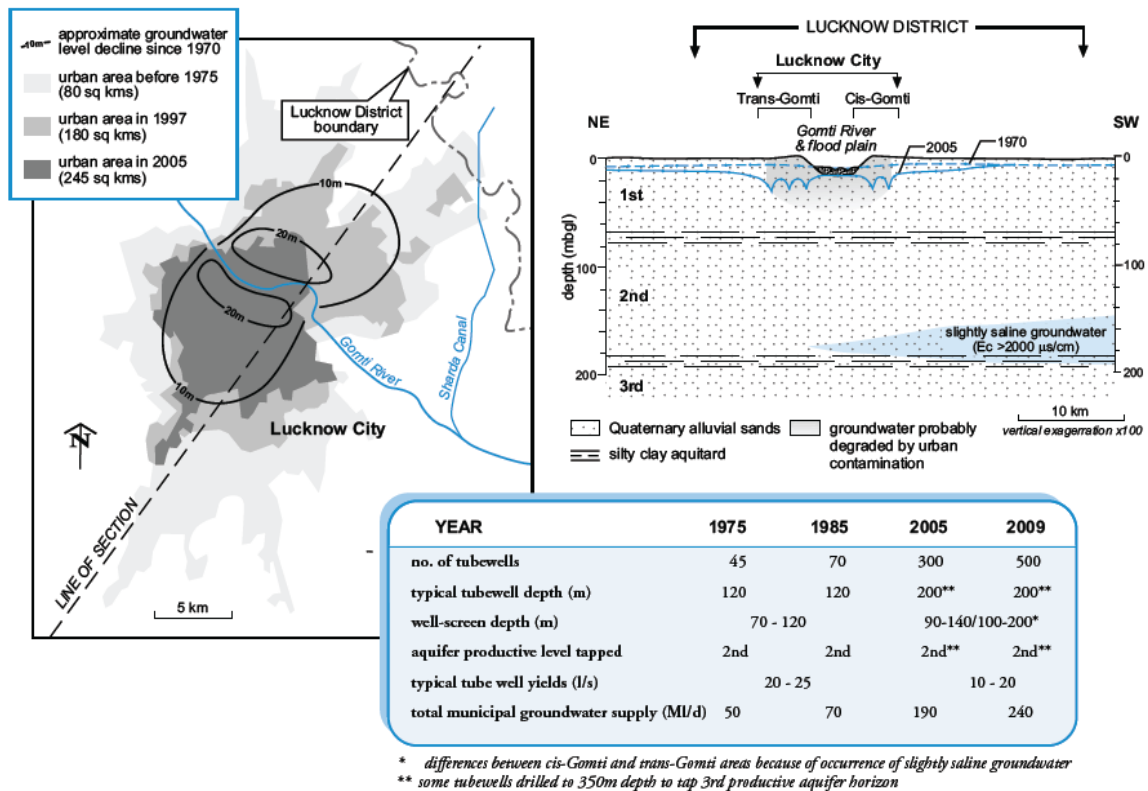 approximate groundwater
level decline since 1970
-10m-
urban area before 1975
(80 sq kms)
urban area in 1997
(180 sq kms)
urban area in 2005
(245 sq kms)
Lucknow District
boundary
10m
20m
20m
10m
Gomti River
Sharda Canal
Lucknow City
N
LINE OF SECTION
5 km
LUCKNOW DISTRICT
Lucknow City
Trans-Gomti Cis-Gomti
NE SW
Gomti River
& flood plain
2005
1970
depth (mbgl)
0
100
200
0
100
200
1st
2nd
3rd
slightly saline groundwater
(Ec >2000 µs/cm)
Quaternary alluvial sands
silty clay aquitard
groundwater probably
degraded by urban
contamination
10 km
vertical exagerration x100
YEAR 1975 1985 2005 2009
no. of tubewells 45 70 300 500
typical tubewell depth (m) 120 120 200** 200**
well-screen depth (m) 70 - 120 90-140/100-200*
aquifer productive level tapped 2nd 2nd 2nd** 2nd**
typical tube well yields (l/s) 20 - 25 10 - 20
total municipal groundwater supply (Ml/d) 50 70 190 240
* differences between cis-Gomti and trans-Gomti areas because of occurrence of slightly saline groundwater
** some tubewells drilled to 350m depth to tap 3rd productive aquifer horizon